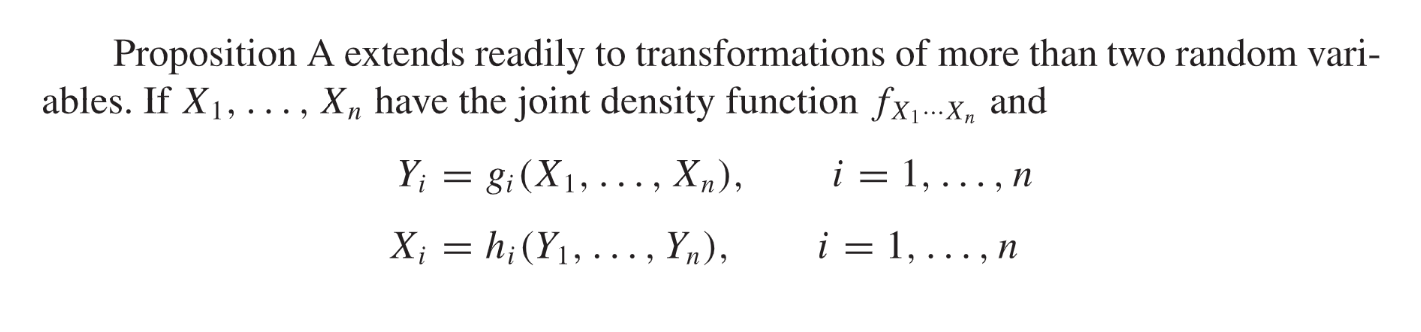 Proposition A extends readily to transformations of more than two random vari-
ables. If X₁, . . . , Xₙ have the joint density function f_{X₁···Xₙ} and
Yᵢ = gᵢ(X₁, . . . , Xₙ), i = 1, . . . , n
Xᵢ = hᵢ(Y₁, . . . , Yₙ), i = 1, . . . , n